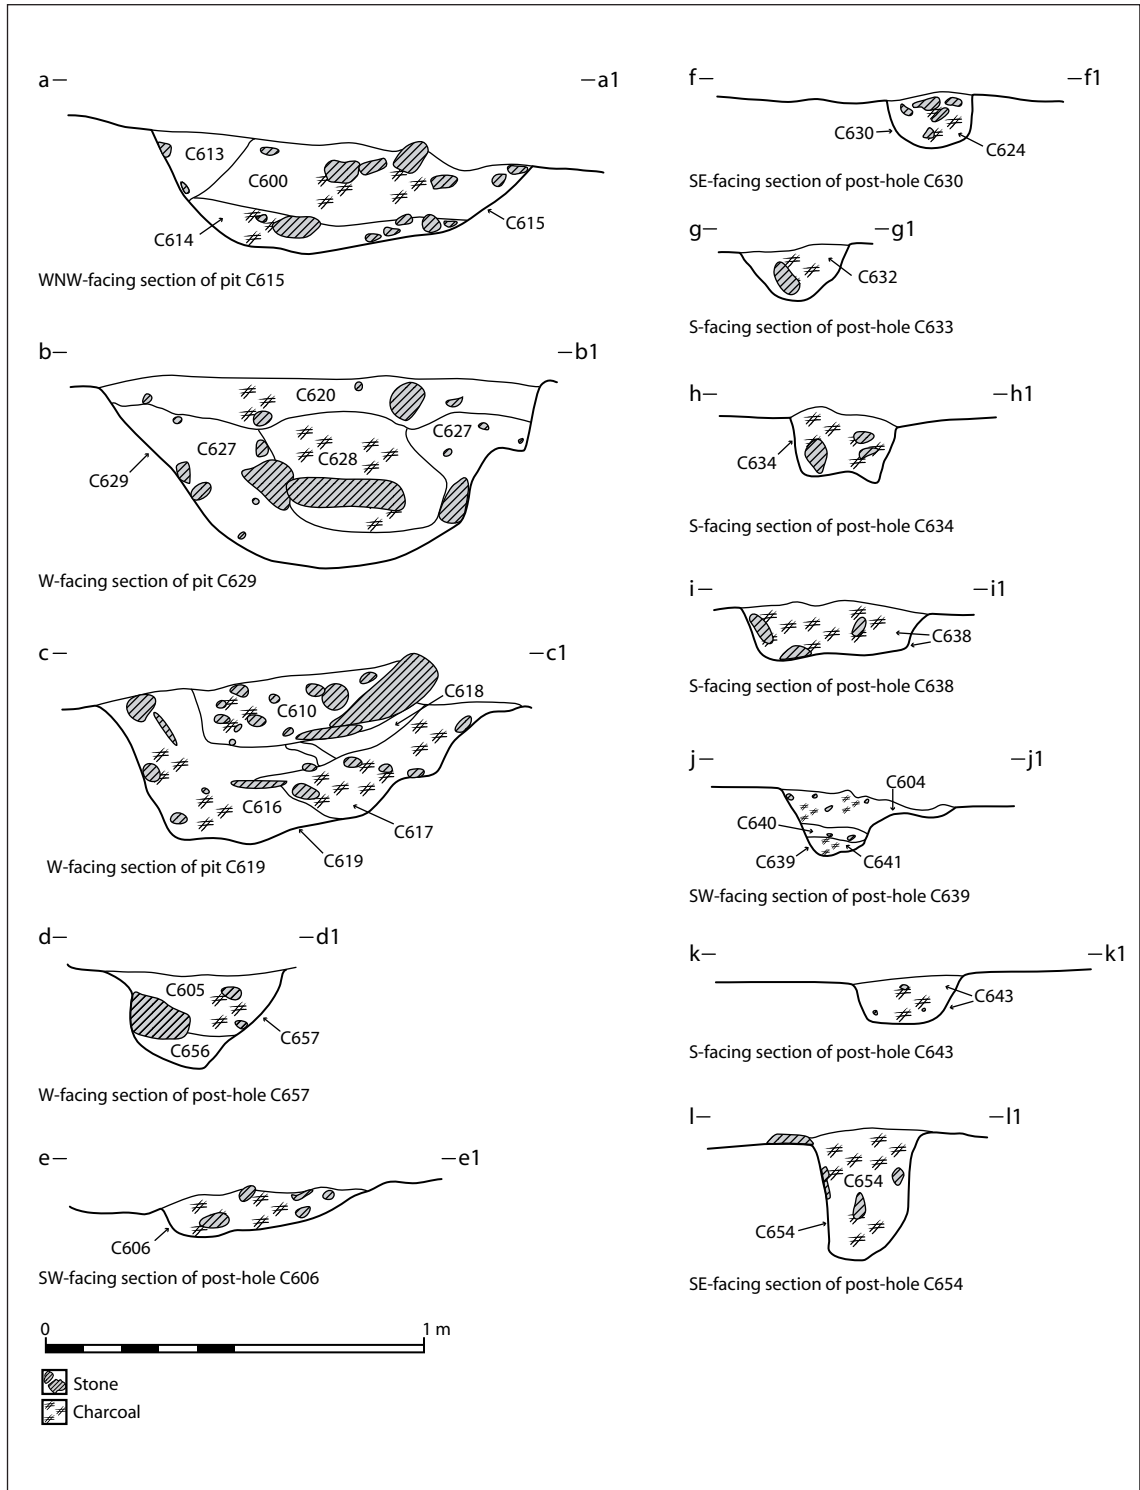 a– –a1
C613
C600
C614
C615
WNW-facing section of pit C615
b– –b1
C620
C627
C627
C628
C629
W-facing section of pit C629
c– –c1
C618
C610
C616
C617
C619
W-facing section of pit C619
d– –d1
C605
C657
C656
W-facing section of post-hole C657
e– –e1
C606
SW-facing section of post-hole C606
0 1 m
Stone
Charcoal
f– –f1
C630
C624
SE-facing section of post-hole C630
g– –g1
C632
S-facing section of post-hole C633
h– –h1
C634
S-facing section of post-hole C634
i– –i1
C638
S-facing section of post-hole C638
j– –j1
C604
C640
C639 C641
SW-facing section of post-hole C639
k– –k1
C643
S-facing section of post-hole C643
l– –l1
C654
C654
SE-facing section of post-hole C654